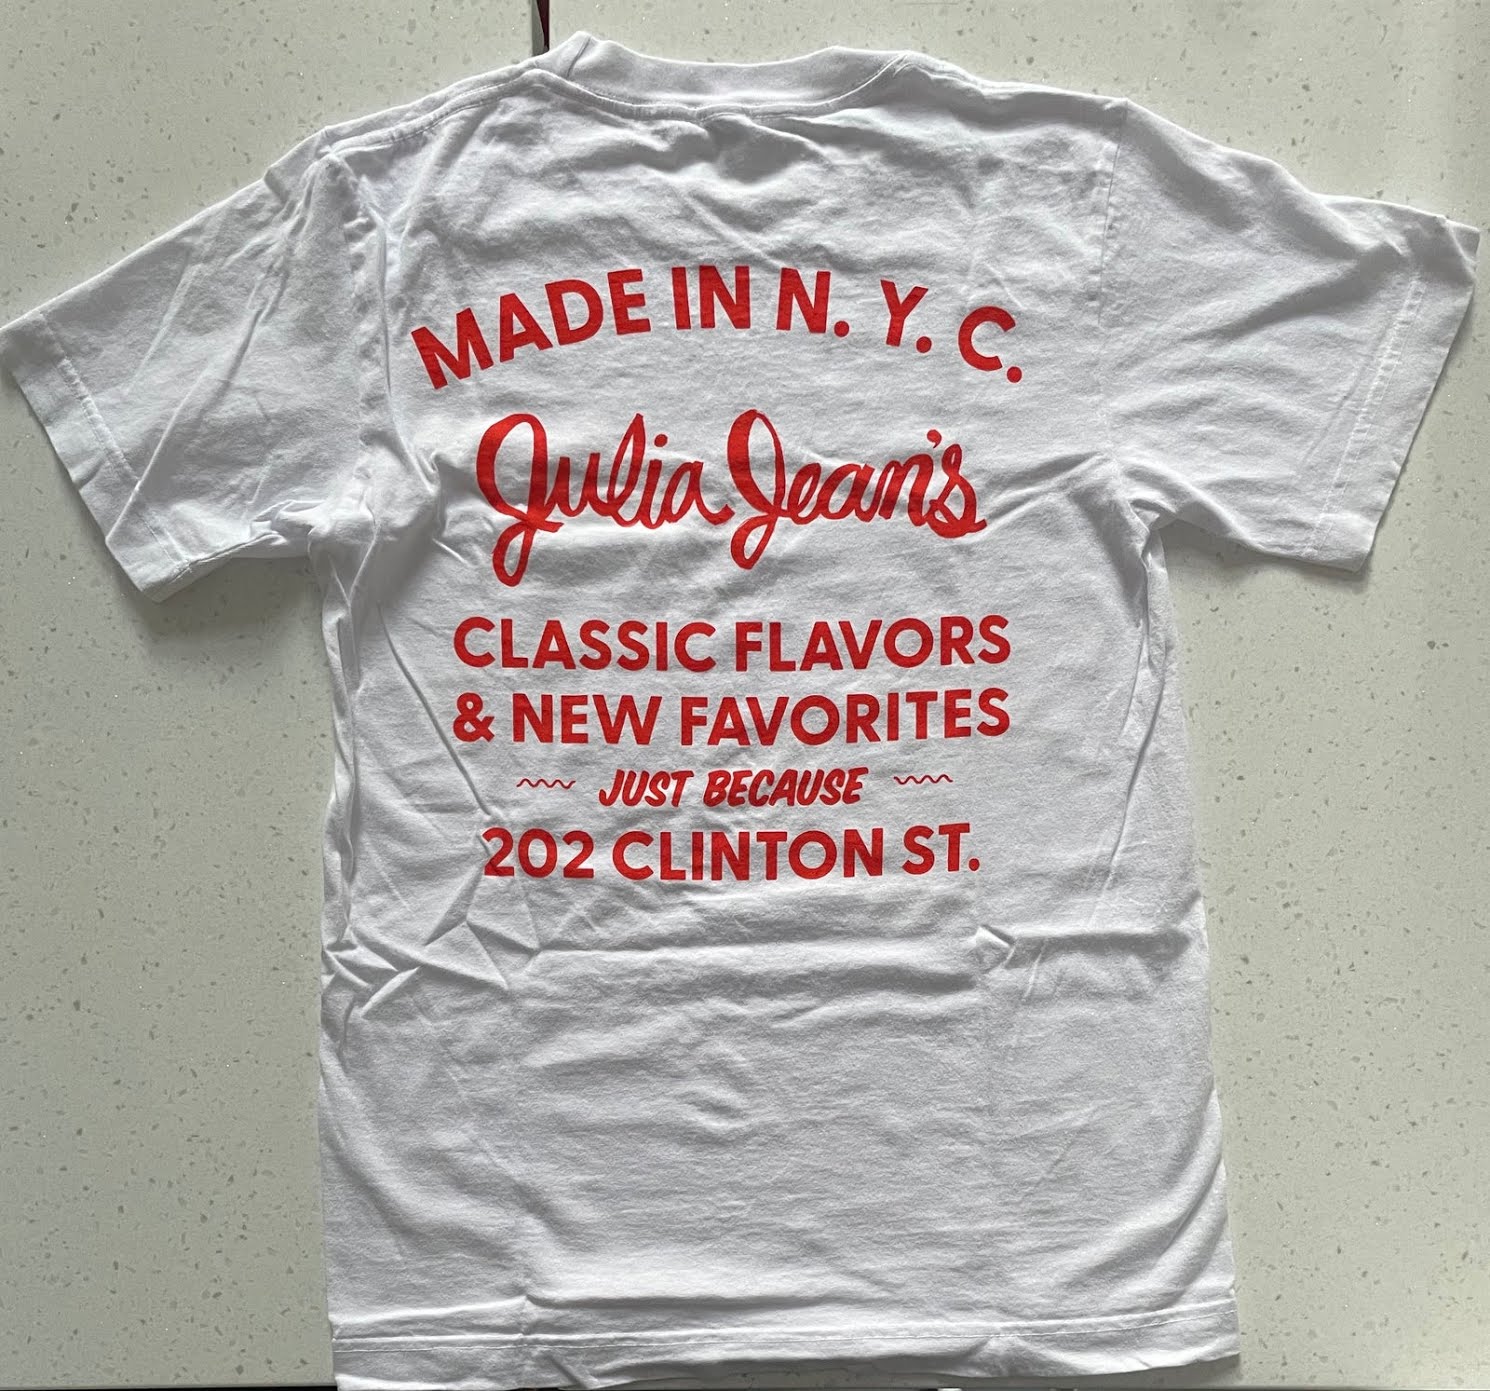 MADE IN N. Y. C.
Julia Jean's
CLASSIC FLAVORS
& NEW FAVORITES
JUST BECAUSE
202 CLINTON ST.